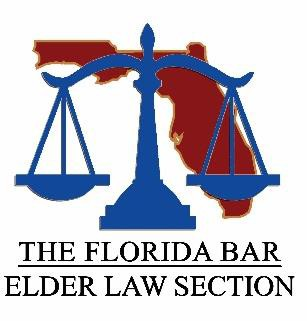 THE FLORIDA BAR
ELDER LAW SECTION